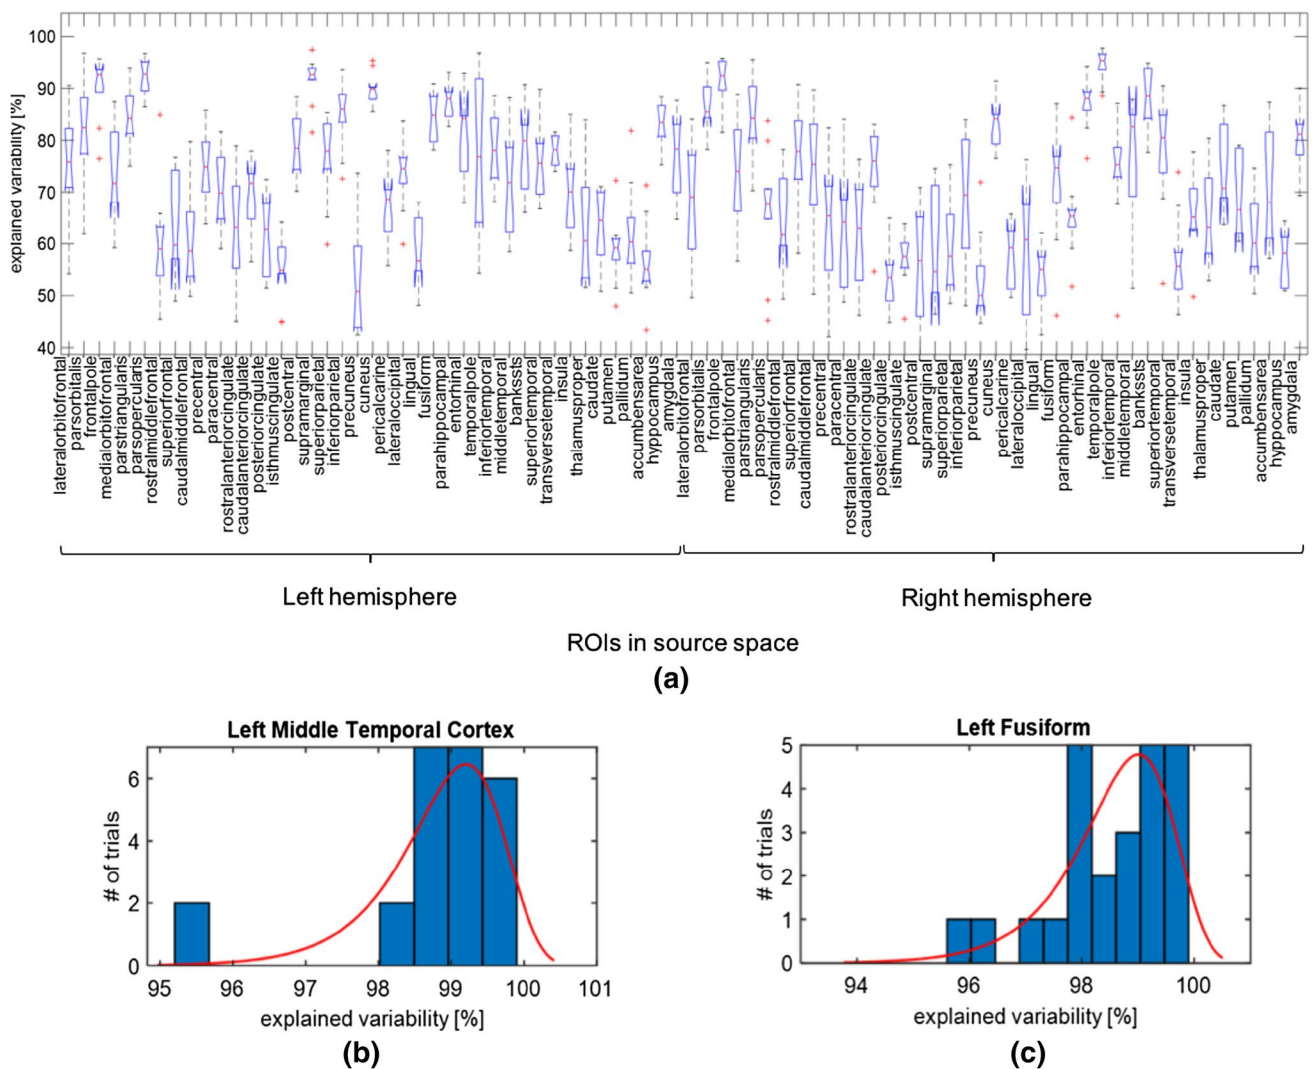 100
90
80
70
60
50
40
explained variability [%]
lateralorbitofrontal
parsorbitalis
frontalpole
medialorbitofrontal
parstriangularis
parsopercularis
rostralmiddlefrontal
superiorfrontal
caudalmiddlefrontal
precentral
paracentral
rostralanteriorcingulate
caudalanteriorcingulate
posteriorcingulate
isthmuscingulate
postcentral
supramarginal
superiorparietal
inferiorparietal
precuneus
cuneus
pericalcarine
lateraloccipital
lingual
fusiform
parahippocampal
entorhinal
temporalpole
inferiortemporal
middletemporal
bankssts
superiortemporal
transversetemporal
insula
thalamusproper
caudate
putamen
pallidum
accumbensarea
hyppocampus
amygdala
lateralorbitofrontal
parsorbitalis
frontalpole
medialorbitofrontal
parstriangularis
parsopercularis
rostralmiddlefrontal
superiorfrontal
caudalmiddlefrontal
precentral
paracentral
rostralanteriorcingulate
caudalanteriorcingulate
posteriorcingulate
isthmuscingulate
postcentral
supramarginal
superiorparietal
inferiorparietal
precuneus
cuneus
pericalcarine
lateraloccipital
lingual
fusiform
parahippocampal
entorhinal
temporalpole
inferiortemporal
middletemporal
bankssts
superiortemporal
transversetemporal
insula
thalamusproper
caudate
putamen
pallidum
accumbensarea
hyppocampus
amygdala
Left hemisphere
Right hemisphere
ROIs in source space
(a)
Left Middle Temporal Cortex
6
4
2
0
# of trials
95 96 97 98 99 100 101
explained variability [%]
(b)
Left Fusiform
5
4
3
2
1
0
# of trials
94 96 98 100
explained variability [%]
(c)